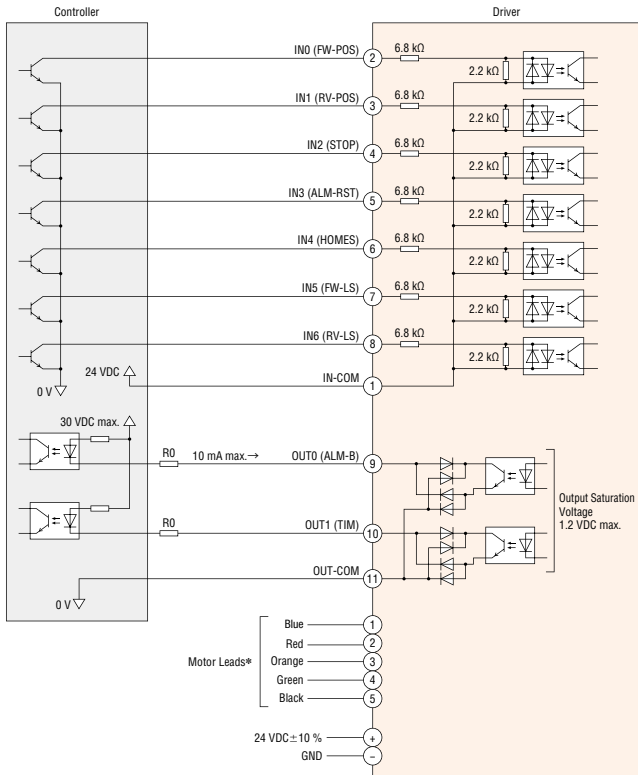 Controller
Driver
IN0 (FW-POS) 2 6.8 kΩ
2.2 kΩ
IN1 (RV-POS) 3 6.8 kΩ
2.2 kΩ
IN2 (STOP) 4 6.8 kΩ
2.2 kΩ
IN3 (ALM-RST) 5 6.8 kΩ
2.2 kΩ
IN4 (HOMES) 6 6.8 kΩ
2.2 kΩ
IN5 (FW-LS) 7 6.8 kΩ
2.2 kΩ
IN6 (RV-LS) 8 6.8 kΩ
2.2 kΩ
24 VDC
IN-COM 1
0 V
30 VDC max.
R0 10 mA max.→ OUT0 (ALM-B) 9
Output Saturation
Voltage
1.2 VDC max.
R0 OUT1 (TIM) 10
OUT-COM 11
0 V
Motor Leads*
Blue 1
Red 2
Orange 3
Green 4
Black 5
24 VDC±10 % +
GND −